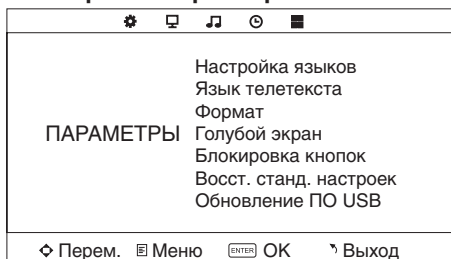 Настройка языков
Язык телетекста
Формат
ПАРАМЕТРЫ Голубой экран
Блокировка кнопок
Восст. станд. настроек
Обновление ПО USB
Перем. Меню ENTER OK Выход